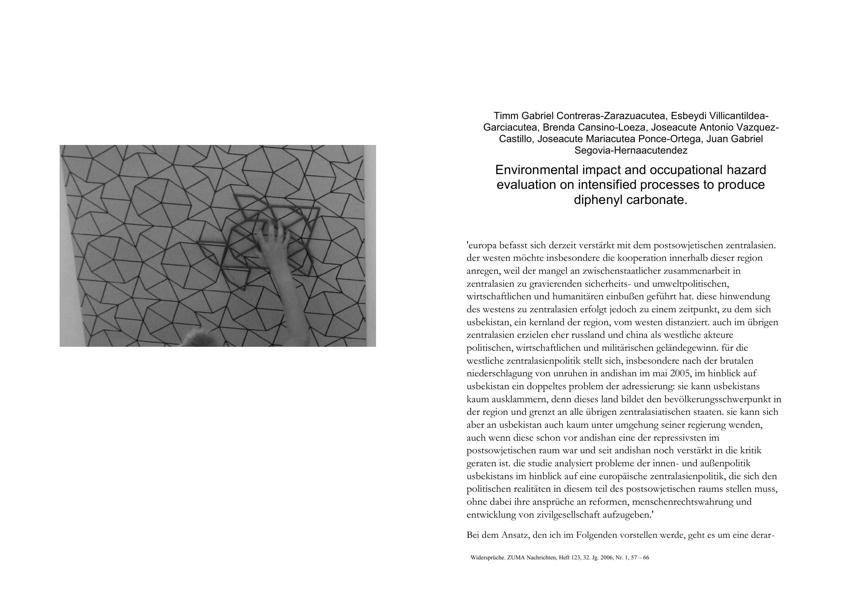 Timm Gabriel Contreras-Zarazuacutea, Esbeydi Villicantildea-
Garciacutea, Brenda Cansino-Loeza, Joseacute Antonio Vazquez-
Castillo, Joseacute Mariacutea Ponce-Ortega, Juan Gabriel
Segovia-Hernaacutendez
Environmental impact and occupational hazard
evaluation on intensified processes to produce
diphenyl carbonate.
'europa befasst sich derzeit verstärkt mit dem postsowjetischen zentralasien.
der westen möchte insbesondere die kooperation innerhalb dieser region
anregen, weil der mangel an zwischenstaatlicher zusammenarbeit in
zentralasien zu gravierenden sicherheits- und umweltpolitischen,
wirtschaftlichen und humanitären einbußen geführt hat. diese hinwendung
des westens zu zentralasien erfolgt jedoch zu einem zeitpunkt, zu dem sich
usbekistan, ein kernland der region, vom westen distanziert. auch im übrigen
zentralasien erzielen eher russland und china als westliche akteure
politischen, wirtschaftlichen und militärischen geländegewinn. für die
westliche zentralasienpolitik stellt sich, insbesondere nach der brutalen
niederschlagung von unruhen in andishan im mai 2005, im hinblick auf
usbekistan ein doppeltes problem der adressierung: sie kann usbekistans
kaum ausklammern, denn dieses land bildet den bevölkerungsschwerpunkt in
der region und grenzt an alle übrigen zentralasiatischen staaten. sie kann sich
aber an usbekistan auch kaum unter umgehung seiner regierung wenden,
auch wenn diese schon vor andishan eine der repressivsten im
postsowjetischen raum war und seit andishan noch verstärkt in die kritik
geraten ist. die studie analysiert probleme der innen- und außenpolitik
usbekistans im hinblick auf eine europäische zentralasienpolitik, die sich den
politischen realitäten in diesem teil des postsowjetischen raums stellen muss,
ohne dabei ihre ansprüche an reformen, menschenrechtswahrung und
entwicklung von zivilgesellschaft aufzugeben.'
Bei dem Ansatz, den ich im Folgenden vorstellen werde, geht es um eine derar-
Widersprüche. ZUMA Nachrichten, Heft 123, 32. Jg. 2006, Nr. 1, 57 – 66